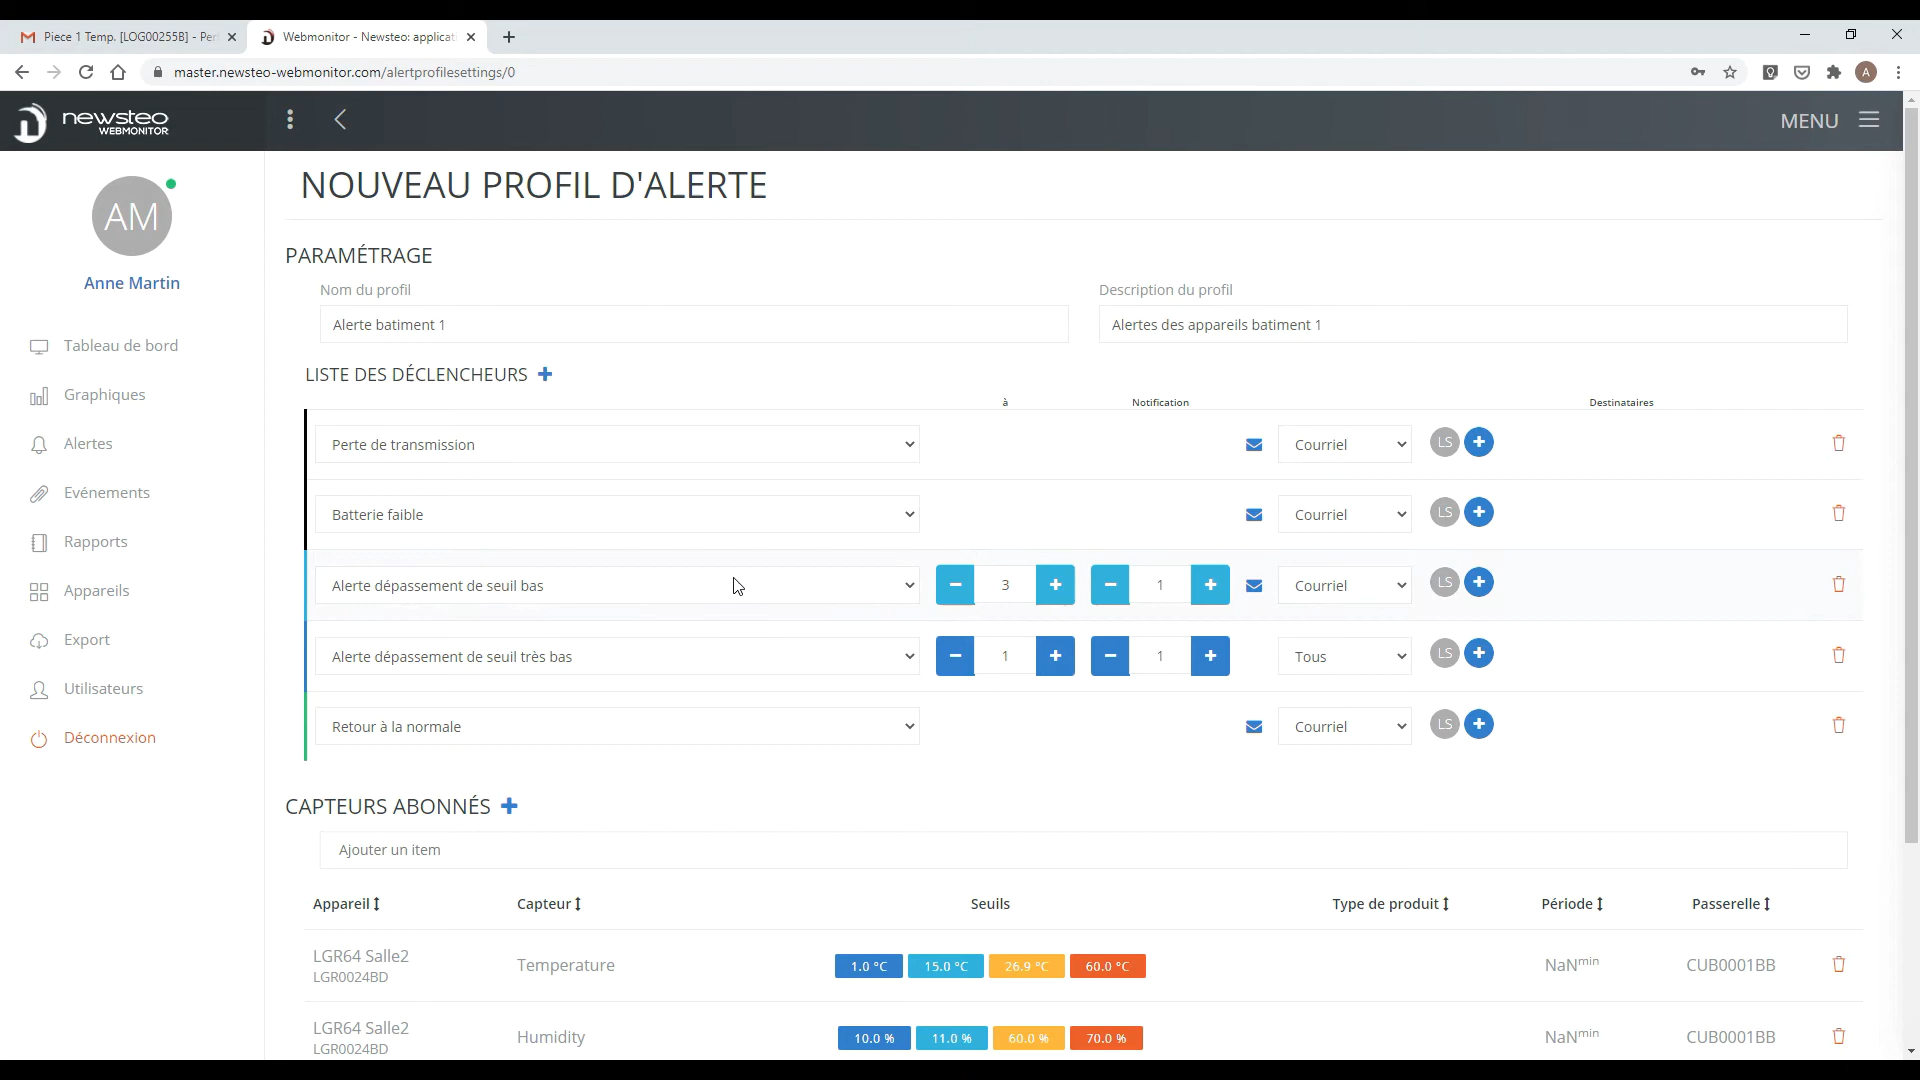 Piece 1 Temp. [LOG00255B] - Per
Webmonitor - Newsteo: applicat
master.newsteo-webmonitor.com/alertprofilesettings/0
A
newsteo
WEBMONITOR
MENU
AM
Anne Martin
Tableau de bord
Graphiques
Alertes
Evénements
Rapports
Appareils
Export
Utilisateurs
Déconnexion
NOUVEAU PROFIL D'ALERTE
PARAMÉTRAGE
Nom du profil
Description du profil
Alerte batiment 1
Alertes des appareils batiment 1
LISTE DES DÉCLENCHEURS
à Notification Destinataires
Perte de transmission Courriel LS
Batterie faible Courriel LS
Alerte dépassement de seuil bas 3 1 Courriel LS
Alerte dépassement de seuil très bas 1 1 Tous LS
Retour à la normale Courriel LS
CAPTEURS ABONNÉS
Ajouter un item
Appareil Capteur Seuils Type de produit Période Passerelle
LGR64 Salle2
LGR0024BD
Temperature 1.0 °C 15.0 °C 26.9 °C 60.0 °C NaNmin CUB0001BB
LGR64 Salle2
LGR0024BD
Humidity 10.0 % 11.0 % 60.0 % 70.0 % NaNmin CUB0001BB